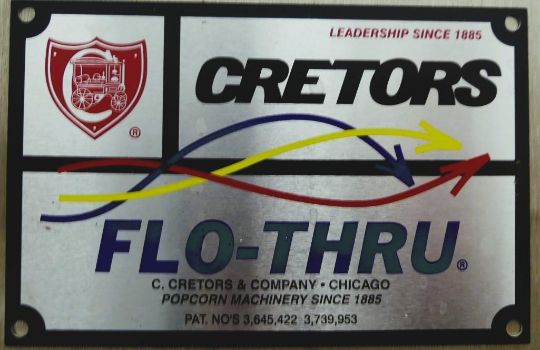 LEADERSHIP SINCE 1885
CRETORS
®
FLO-THRU®
C. CRETORS & COMPANY • CHICAGO
POPCORN MACHINERY SINCE 1885
PAT. NO'S 3,645,422 3,739,953